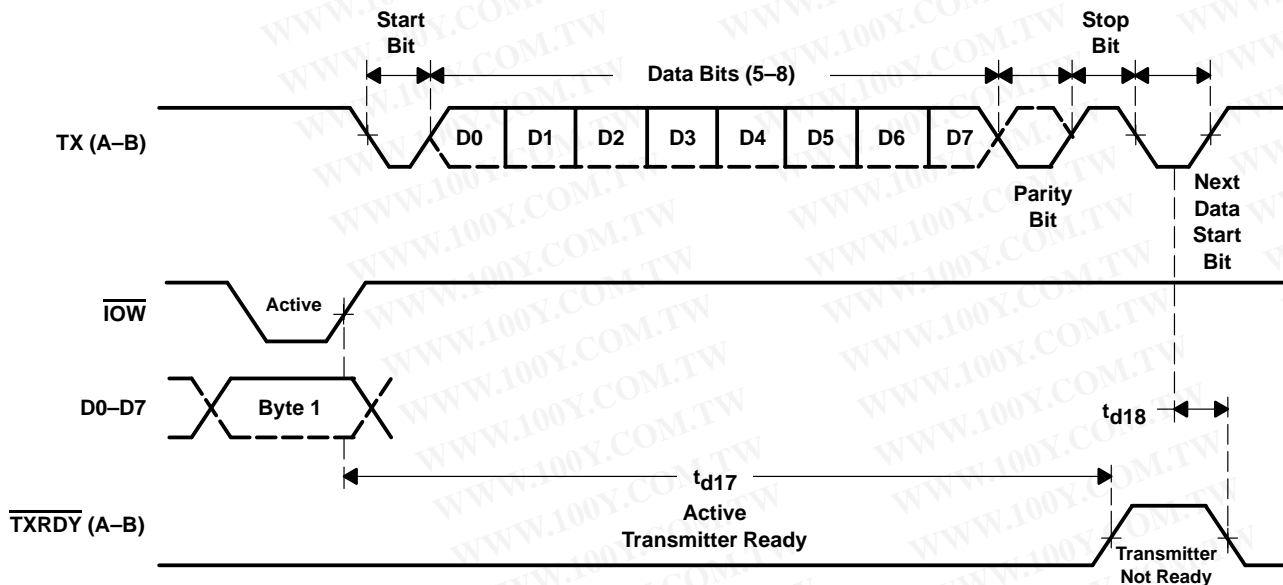 Start
Bit
Data Bits (5–8)
Stop
Bit
TX (A–B)
D0 D1 D2 D3 D4 D5 D6 D7
Parity
Bit
Next
Data
Start
Bit
IOW
Active
D0–D7
Byte 1
td18
td17
TXRDY (A–B)
Active
Transmitter Ready
Transmitter
Not Ready
WWW.100Y.COM.TW